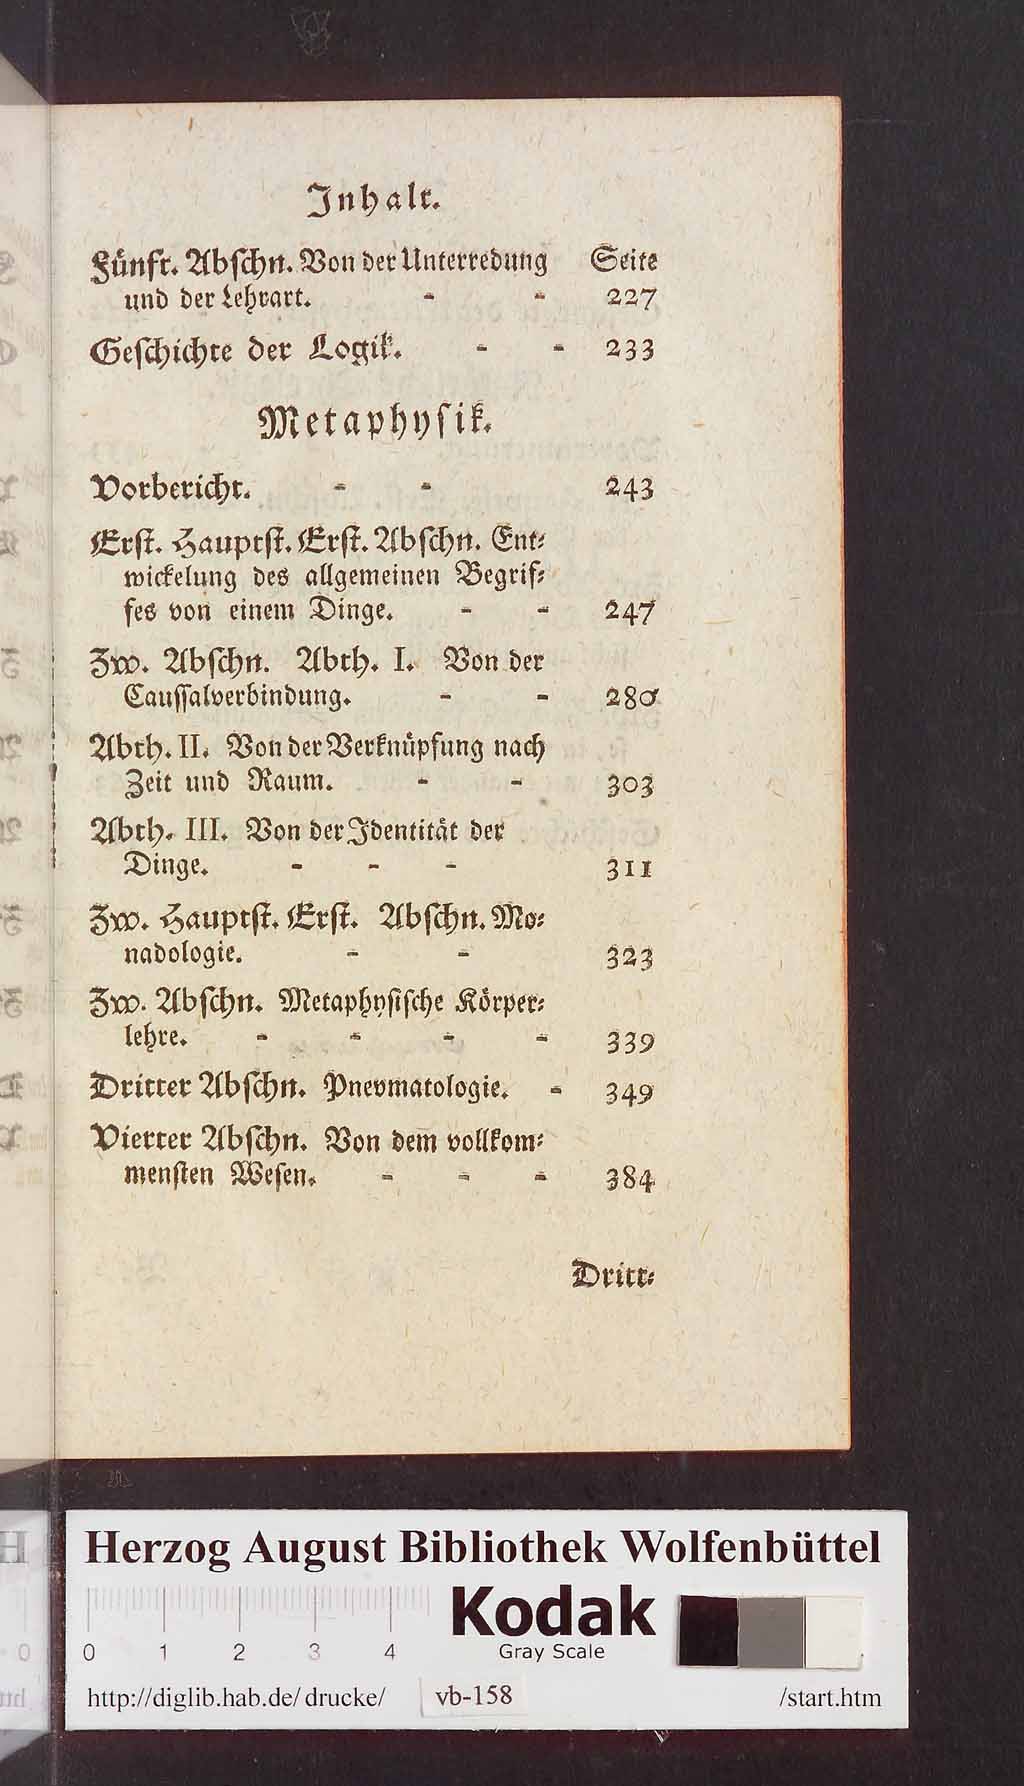 Inhalt.
Fünft. Abschn. Von der Unterredung Seite
und der Lehrart. - - 227
Geschichte der Logik. - - 233
Metaphysik.
Vorbericht. - - 243
Erst. Hauptst. Erst. Abschn. Ent⸗
wickelung des allgemeinen Begrif⸗
fes von einem Dinge. - - 247
Zw. Abschn. Abth. I. Von der
Caussalverbindung. - - 280
Abth. II. Von der Verknüpfung nach
Zeit und Raum. - - 303
Abth. III. Von der Identität der
Dinge. - - - 311
Zw. Hauptst. Erst. Abschn. Mo⸗
nadologie. - - 323
Zw. Abschn. Metaphysische Körper⸗
lehre. - - - - 339
Dritter Abschn. Pnevmatologie. - 349
Vierter Abschn. Von dem vollkom⸗
mensten Wesen. - - - 384
Dritt⸗
Herzog August Bibliothek Wolfenbüttel
Kodak
Gray Scale
0 1 2 3 4
http://diglib.hab.de/drucke/ vb-158 /start.htm